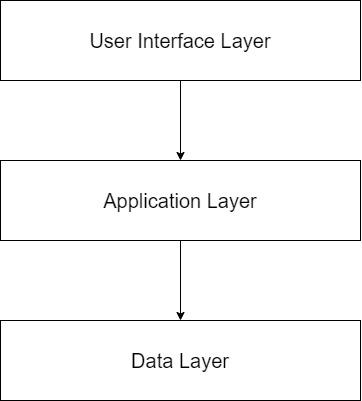 User Interface Layer
Application Layer
Data Layer